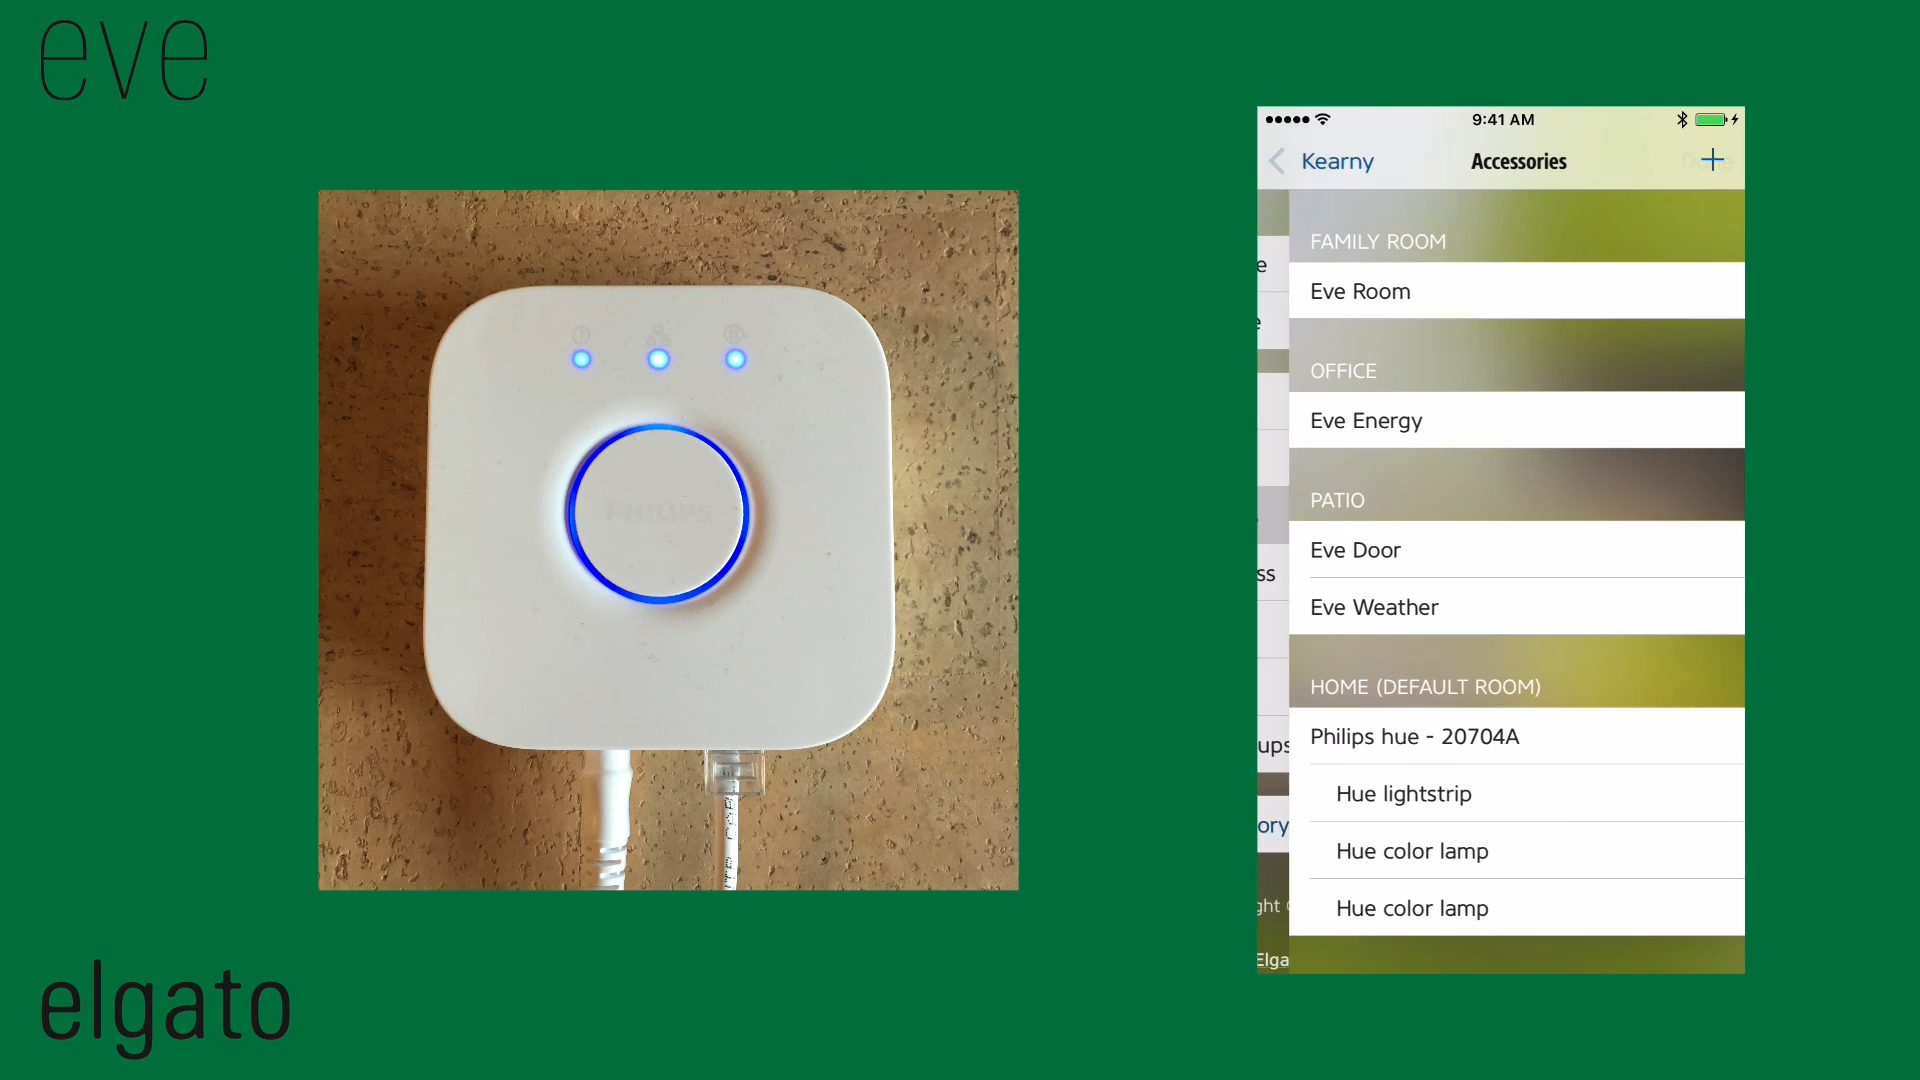 eve
9:41 AM
Kearny
Accessories
FAMILY ROOM
Eve Room
OFFICE
Eve Energy
PATIO
Eve Door
Eve Weather
HOME (DEFAULT ROOM)
Philips hue - 20704A
Hue lightstrip
Hue color lamp
Hue color lamp
PHILIPS
elgato